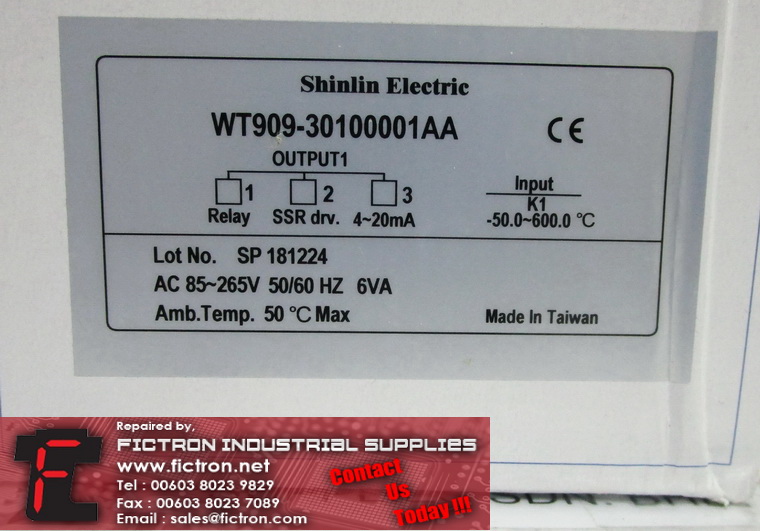 Shinlin Electric
WT909-30100001AA CE
OUTPUT1
1 2 3
Relay SSR drv. 4~20mA
Input
K1
-50.0~600.0 °C
Lot No. SP 181224
AC 85~265V 50/60 HZ 6VA
Amb.Temp. 50 °C Max
Made In Taiwan
Repaired by,
FICTRON INDUSTRIAL SUPPLIES
www.fictron.net
Tel : 00603 8023 9829
Fax : 00603 8023 7089
Email : sales@fictron.com
Contact
Us
Today !!!
SDN.